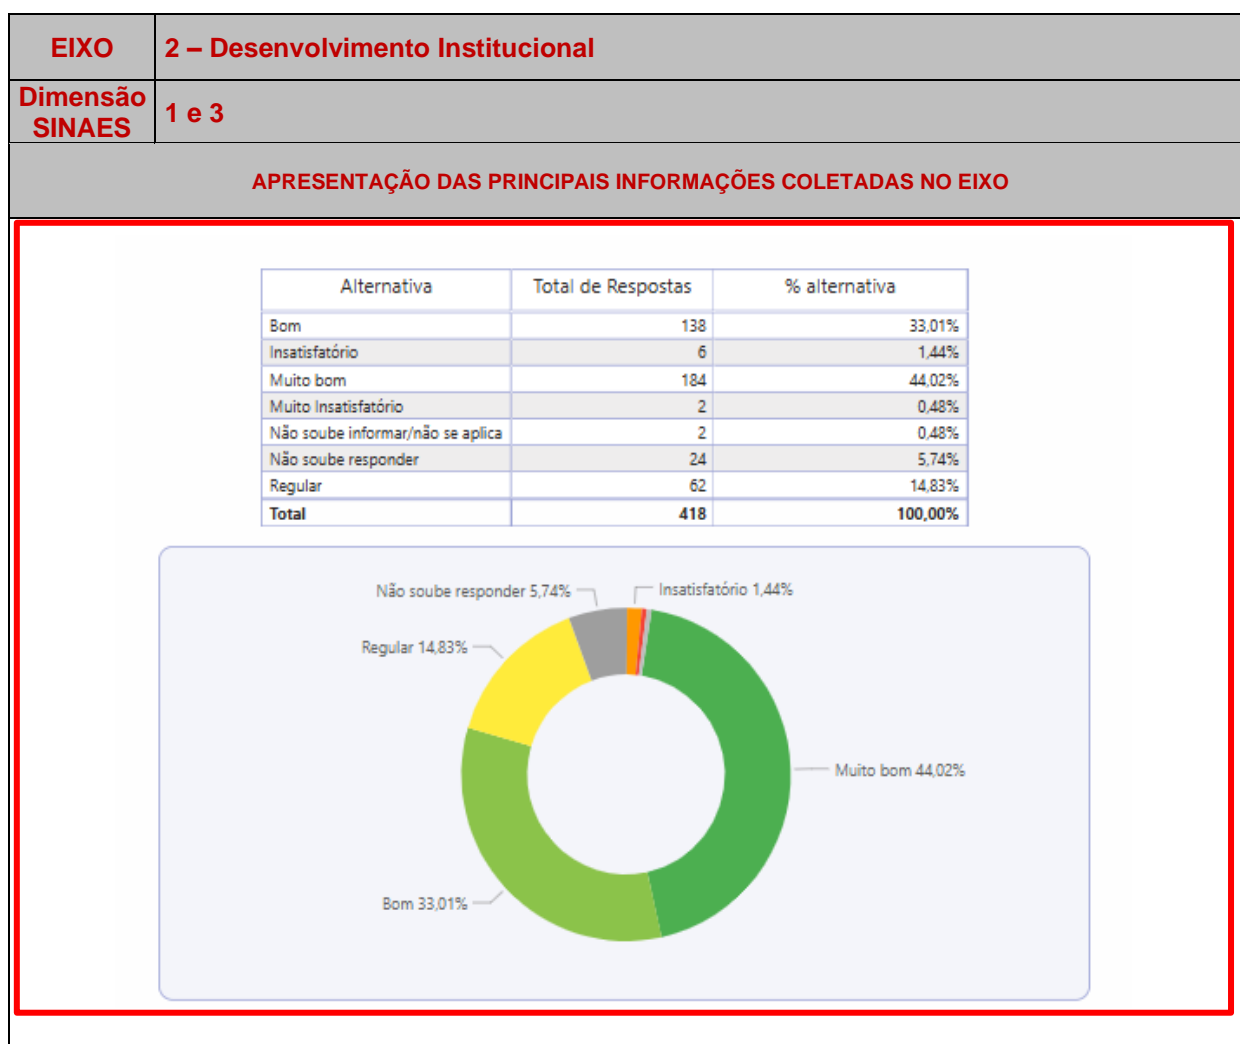 EIXO 2 – Desenvolvimento Institucional
Dimensão SINAES 1 e 3
APRESENTAÇÃO DAS PRINCIPAIS INFORMAÇÕES COLETADAS NO EIXO
Alternativa Total de Respostas % alternativa
Bom 138 33,01%
Insatisfatório 6 1,44%
Muito bom 184 44,02%
Muito Insatisfatório 2 0,48%
Não soube informar/não se aplica 2 0,48%
Não soube responder 24 5,74%
Regular 62 14,83%
Total 418 100,00%
Não soube responder 5,74% Insatisfatório 1,44%
Regular 14,83%
Muito bom 44,02%
Bom 33,01%